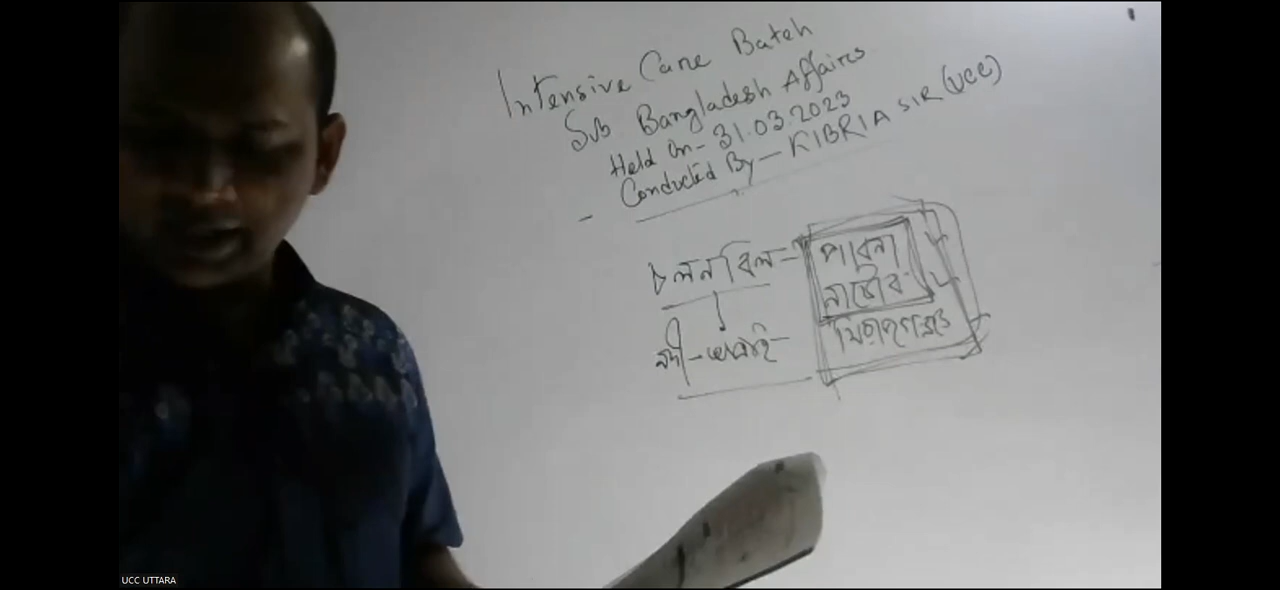 Intensive Care Batch
Sub Bangladesh Affairs
Held On - 31.03.2023
Conducted By - KIBRIA SIR (UCC)
চলনবিল = পাবনা
নাটোর
সিরাজগঞ্জ
নদী - আত্রাই
UCC UTTARA